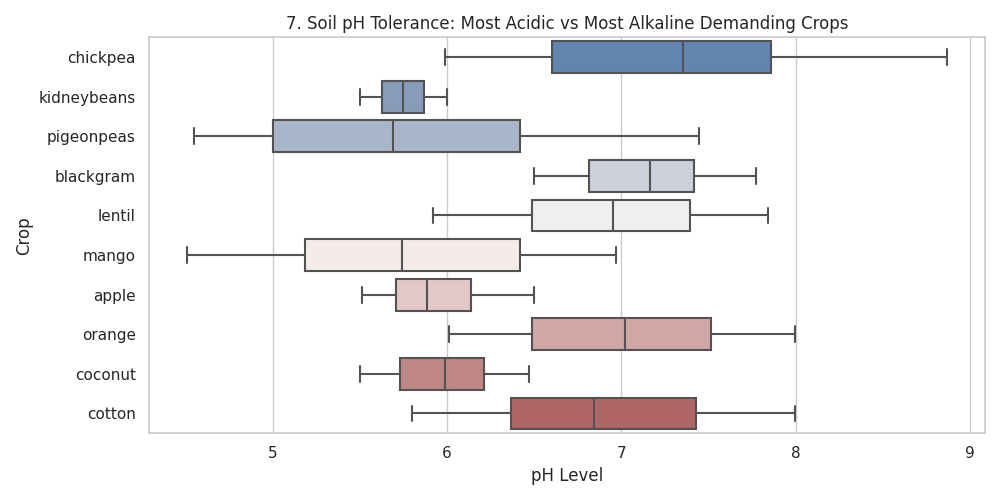 7. Soil pH Tolerance: Most Acidic vs Most Alkaline Demanding Crops
Crop
chickpea
kidneybeans
pigeonpeas
blackgram
lentil
mango
apple
orange
coconut
cotton
5 6 7 8 9
pH Level